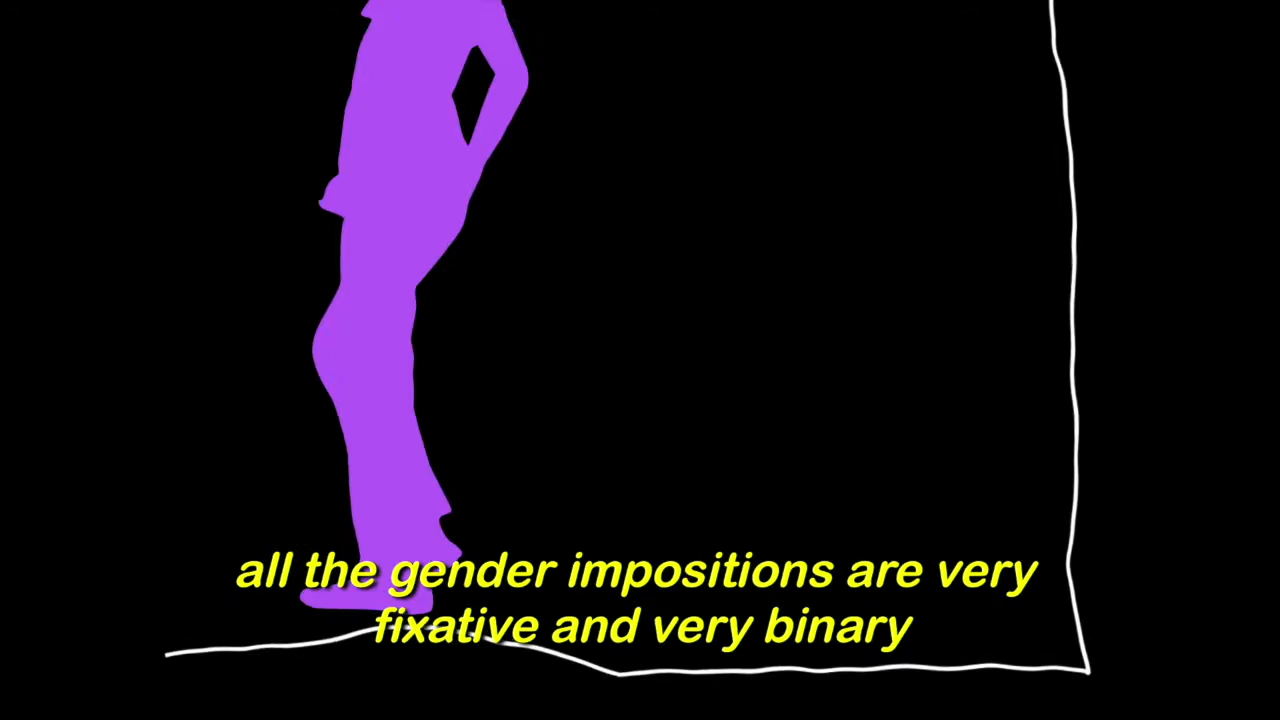 all the gender impositions are very
fixative and very binary